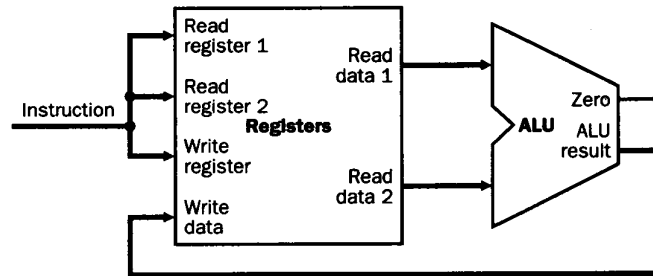 Instruction
Read
register 1
Read
register 2
Write
register
Write
data
Registers
Read
data 1
Read
data 2
ALU
Zero
ALU
result